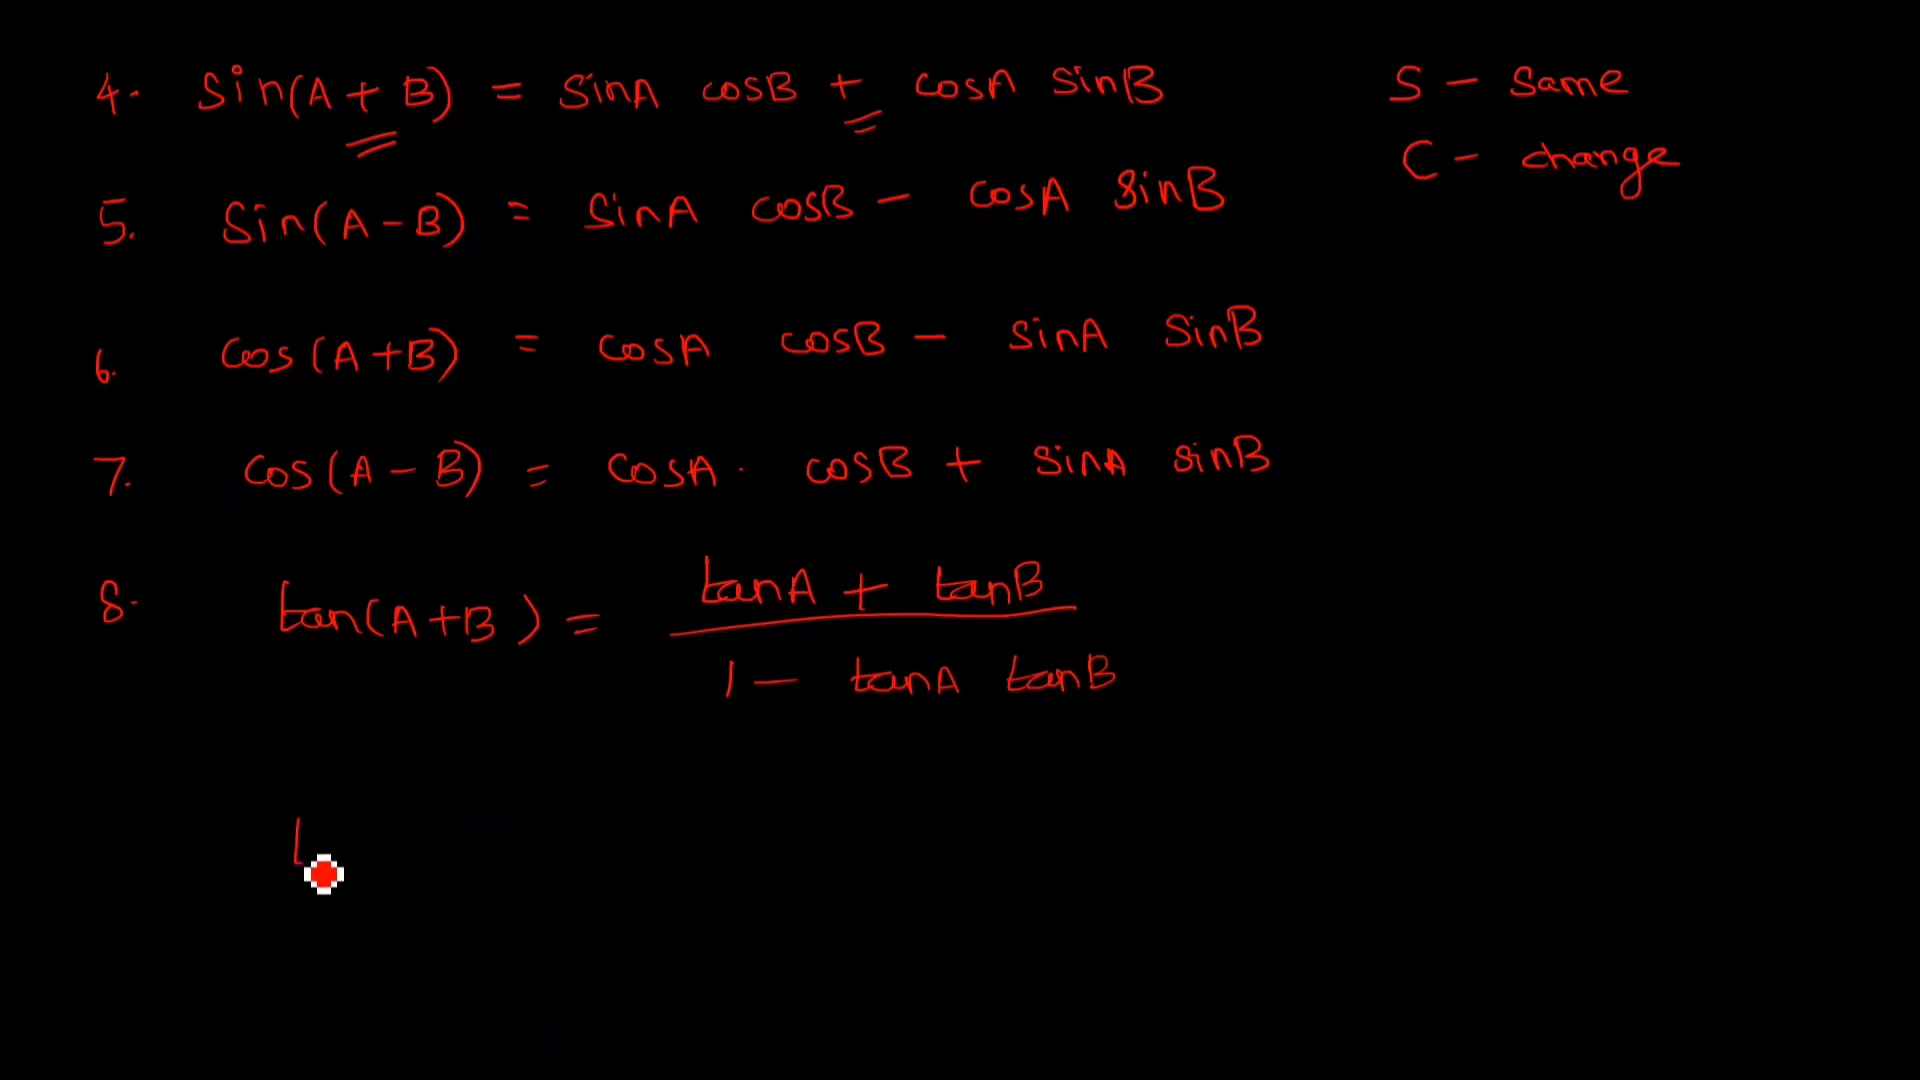 4. Sin(A + B) = SinA cosB + cosA SinB
S - Same
C - change
5. Sin(A - B) = SinA cosB - cosA sinB
6. Cos(A+B) = cosA cosB - sinA SinB
7. Cos(A - B) = cosA . cosB + sinA sinB
8. tan(A+B) = tanA + tanB
1 - tanA tanB